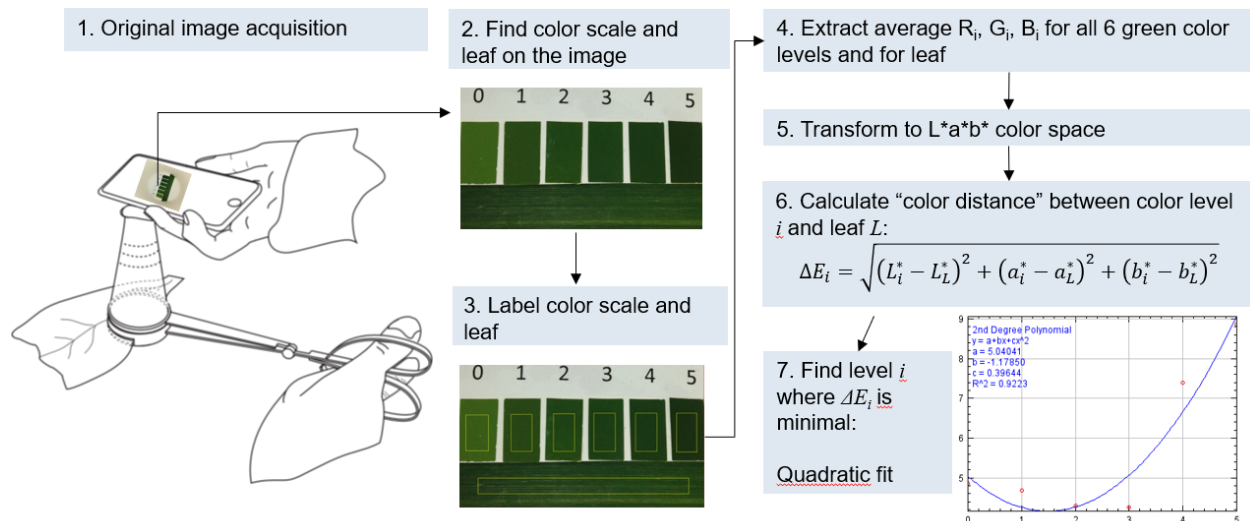 1. Original image acquisition
2. Find color scale and
leaf on the image
0 1 2 3 4 5
3. Label color scale and
leaf
0 1 2 3 4 5
4. Extract average Ri, Gi, Bi for all 6 green color
levels and for leaf
5. Transform to L*a*b* color
space
6. Calculate “color distance” between color level
i and leaf L:
ΔEᵢ = √((Lᵢ* − L_L*)² + (aᵢ* − a_L*)² + (bᵢ* − b_L*)²)
7. Find level i
where ΔEi is
minimal:
Quadratic fit
2nd Degree Polynomial
y = a+bx+cx^2
a = 5.04041
b = -1.17850
c = 0.39644
R^2 = 0.9223
9
8
7
6
5
0 1 2 3 4 5